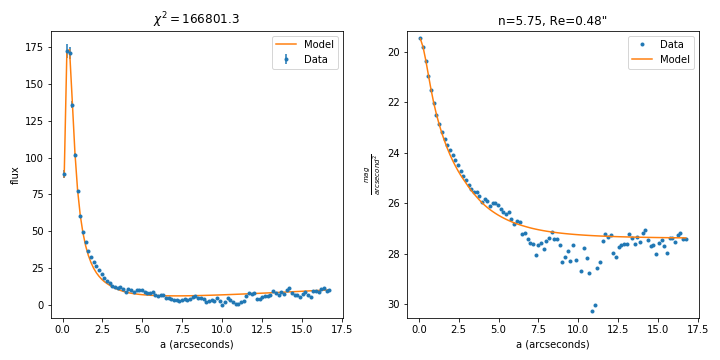 χ² = 166801.3
Model
Data
flux
175
150
125
100
75
50
25
0
0.0 2.5 5.0 7.5 10.0 12.5 15.0 17.5
a (arcseconds)
n=5.75, Re=0.48"
Data
Model
mag
arcsecond²
20
22
24
26
28
30
0.0 2.5 5.0 7.5 10.0 12.5 15.0 17.5
a (arcseconds)